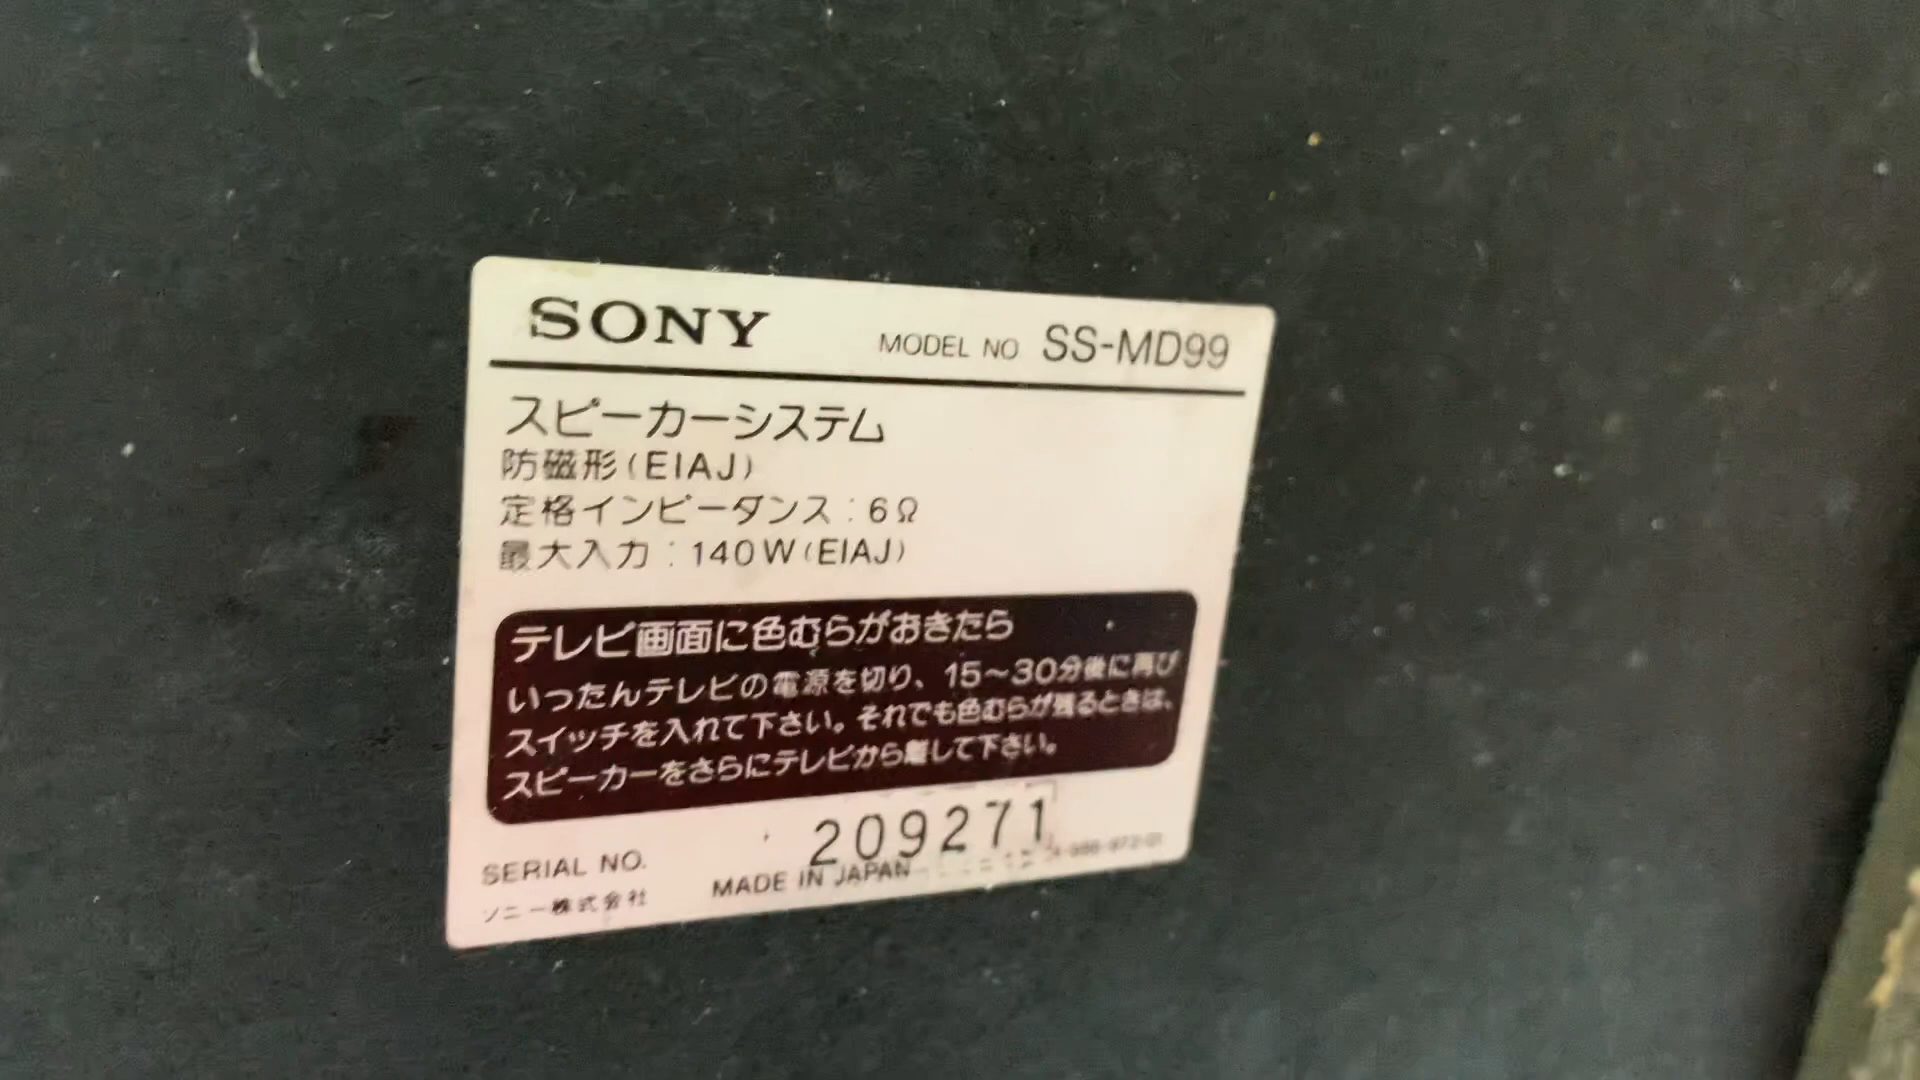 SONY MODEL NO SS-MD99
スピーカーシステム
防磁形(EIAJ)
定格インピーダンス:6Ω
最大入力:140W(EIAJ)
テレビ画面に色むらがおきたら
いったんテレビの電源を切り、15～30分後に再び
スイッチを入れて下さい。それでも色むらが残るときは、
スピーカーをさらにテレビから離して下さい。
SERIAL NO. 209271
ソニー株式会社 MADE IN JAPAN